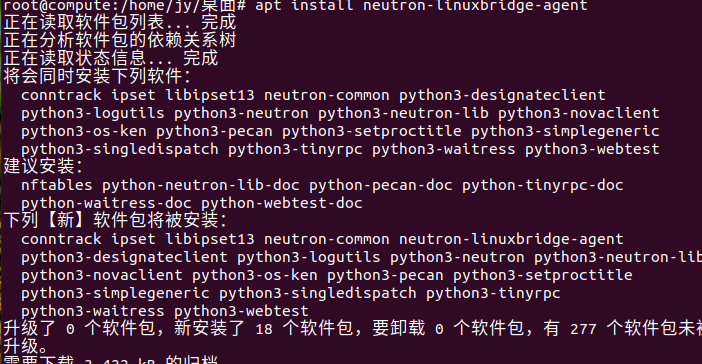 root@compute:/home/jy/桌面# apt install neutron-linuxbridge-agent
正在读取软件包列表... 完成
正在分析软件包的依赖关系树
正在读取状态信息... 完成
将会同时安装下列软件：
conntrack ipset libipset13 neutron-common python3-designateclient
python3-logutils python3-neutron python3-neutron-lib python3-novaclient
python3-os-ken python3-pecan python3-setproctitle python3-simplegeneric
python3-singledispatch python3-tinyrpc python3-waitress python3-webtest
建议安装：
nftables python-neutron-lib-doc python-pecan-doc python-tinyrpc-doc
python-waitress-doc python-webtest-doc
下列【新】软件包将被安装：
conntrack ipset libipset13 neutron-common neutron-linuxbridge-agent
python3-designateclient python3-logutils python3-neutron python3-neutron-lib
python3-novaclient python3-os-ken python3-pecan python3-setproctitle
python3-simplegeneric python3-singledispatch python3-tinyrpc
python3-waitress python3-webtest
升级了 0 个软件包，新安装了 18 个软件包，要卸载 0 个软件包，有 277 个软件包未被
升级。
需要下载 3,422 kB 的归档